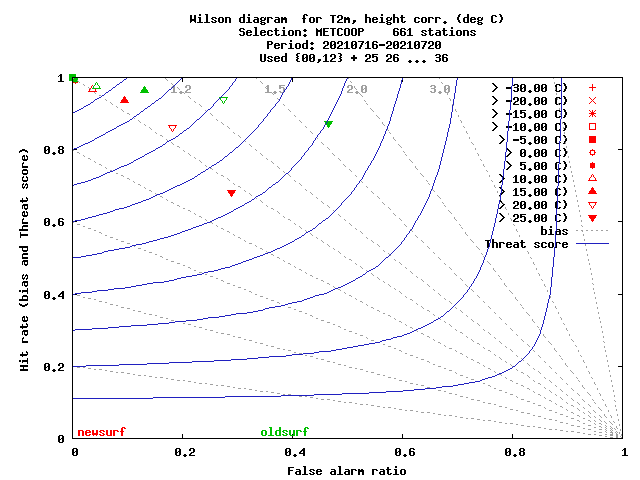 Wilson diagram  for T2m, height corr. (deg C)
Selection: METCOOP    661 stations
Period: 20210716-20210720
Used {00,12} + 25 26 ... 36
1
0.8
0.6
0.4
0.2
0
Hit rate (bias and Threat score)
1.2
1.5
2.0
3.0
> -30.00 C)
> -20.00 C)
> -15.00 C)
> -10.00 C)
> -5.00 C)
> 0.00 C)
> 5.00 C)
> 10.00 C)
> 15.00 C)
> 20.00 C)
> 25.00 C)
bias
Threat score
newsurf
oldsurf
0
0.2
0.4
0.6
0.8
1
False alarm ratio